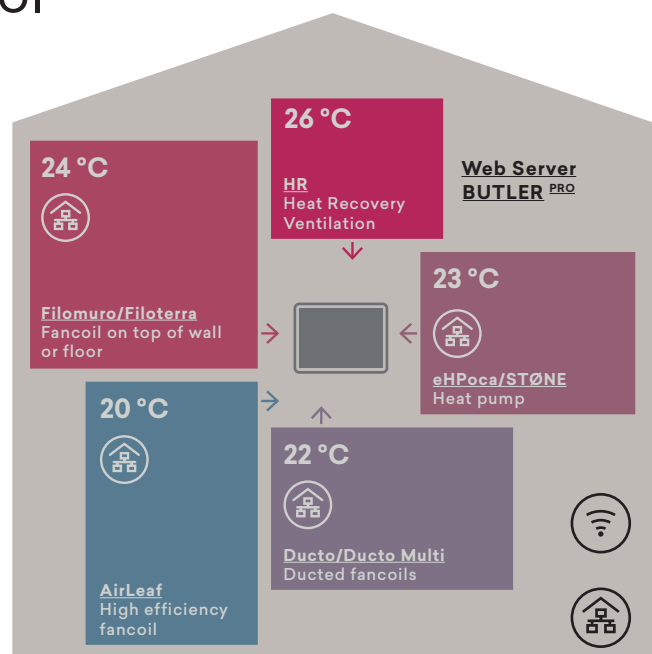 26 °C
HR
Heat Recovery
Ventilation
24 °C
Filomuro/Filoterra
Fancoil on top of wall
or floor
Web Server
BUTLER PRO
23 °C
eHPoca/STØNE
Heat pump
20 °C
AirLeaf
High efficiency
fancoil
22 °C
Ducto/Ducto Multi
Ducted fancoils